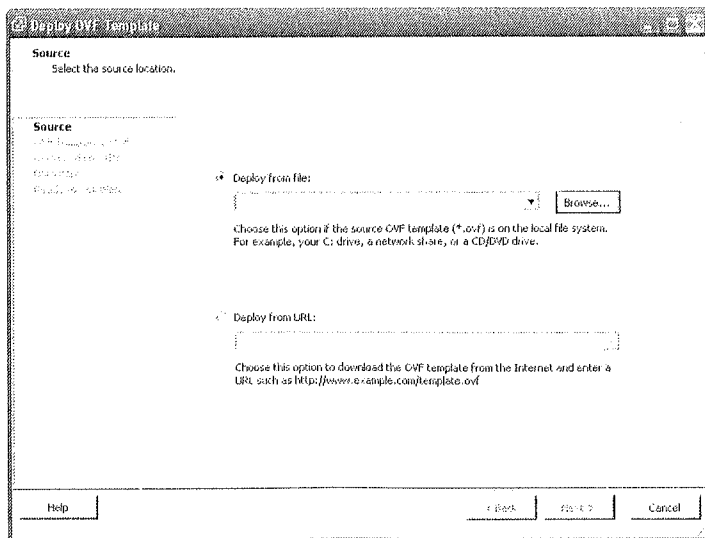 Deploy OVF Template
Source
Select the source location.
Source
Deploy from file:
Browse...
Choose this option if the source OVF template (*.ovf) is on the local file system.
For example, your C: drive, a network share, or a CD/DVD drive.
Deploy from URL:
Choose this option to download the OVF template from the Internet and enter a
URL such as http://www.example.com/template.ovf
Help
< Back
Next >
Cancel